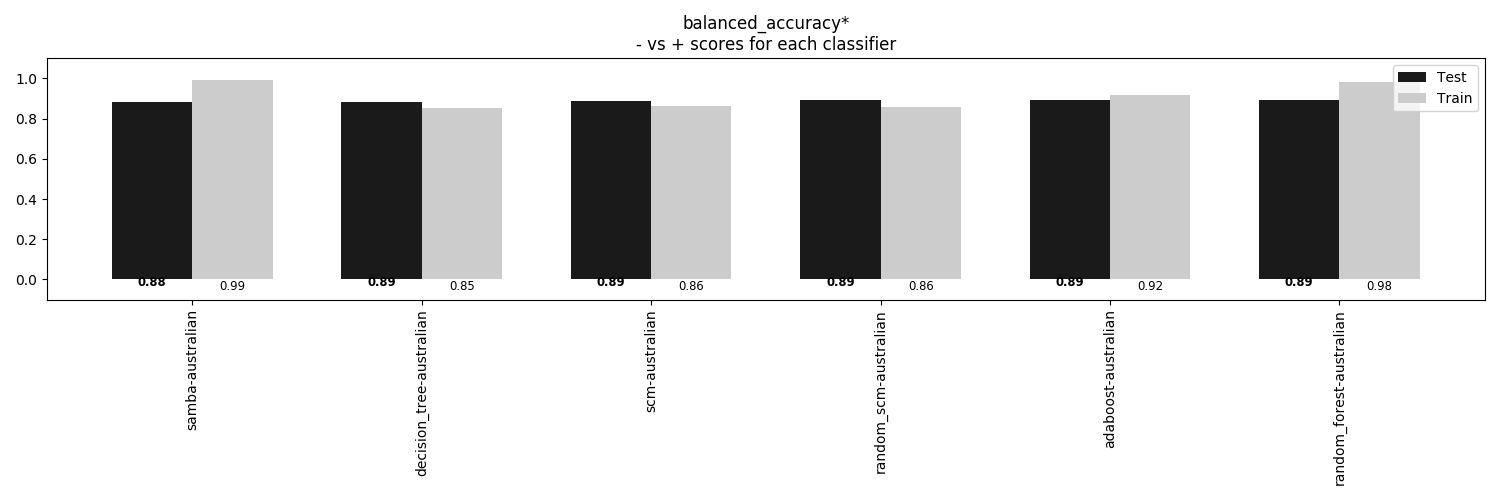 balanced_accuracy*
- vs + scores for each classifier
Test
Train
1.0
0.8
0.6
0.4
0.2
0.0
0.88 0.99 0.89 0.85 0.89 0.86 0.89 0.86 0.89 0.92 0.89 0.98
samba-australian
decision_tree-australian
scm-australian
random_scm-australian
adaboost-australian
random_forest-australian